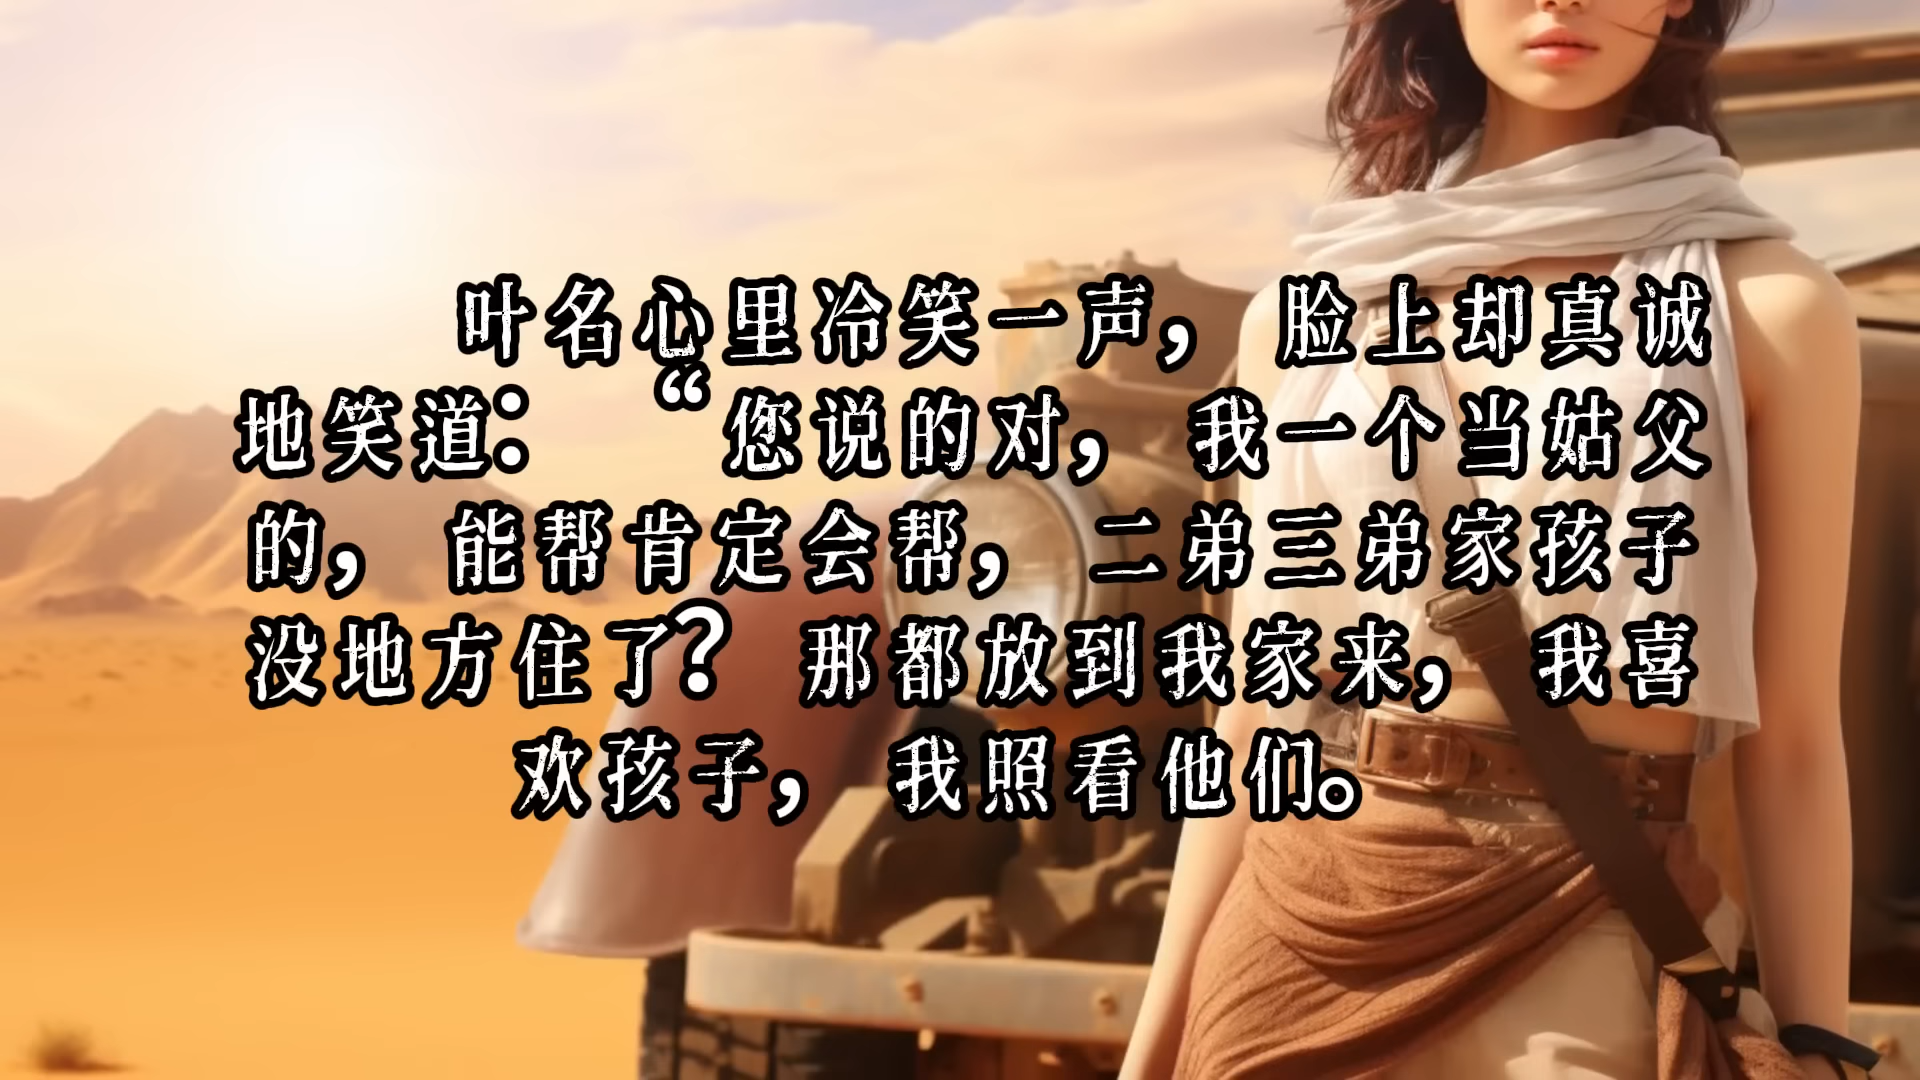 叶名心里冷笑一声，脸上却真诚
地笑道：“您说的对，我一个当姑父
的，能帮肯定会帮，二弟三弟家孩子
没地方住了？那都放到我家来，我喜
欢孩子，我照看他们。